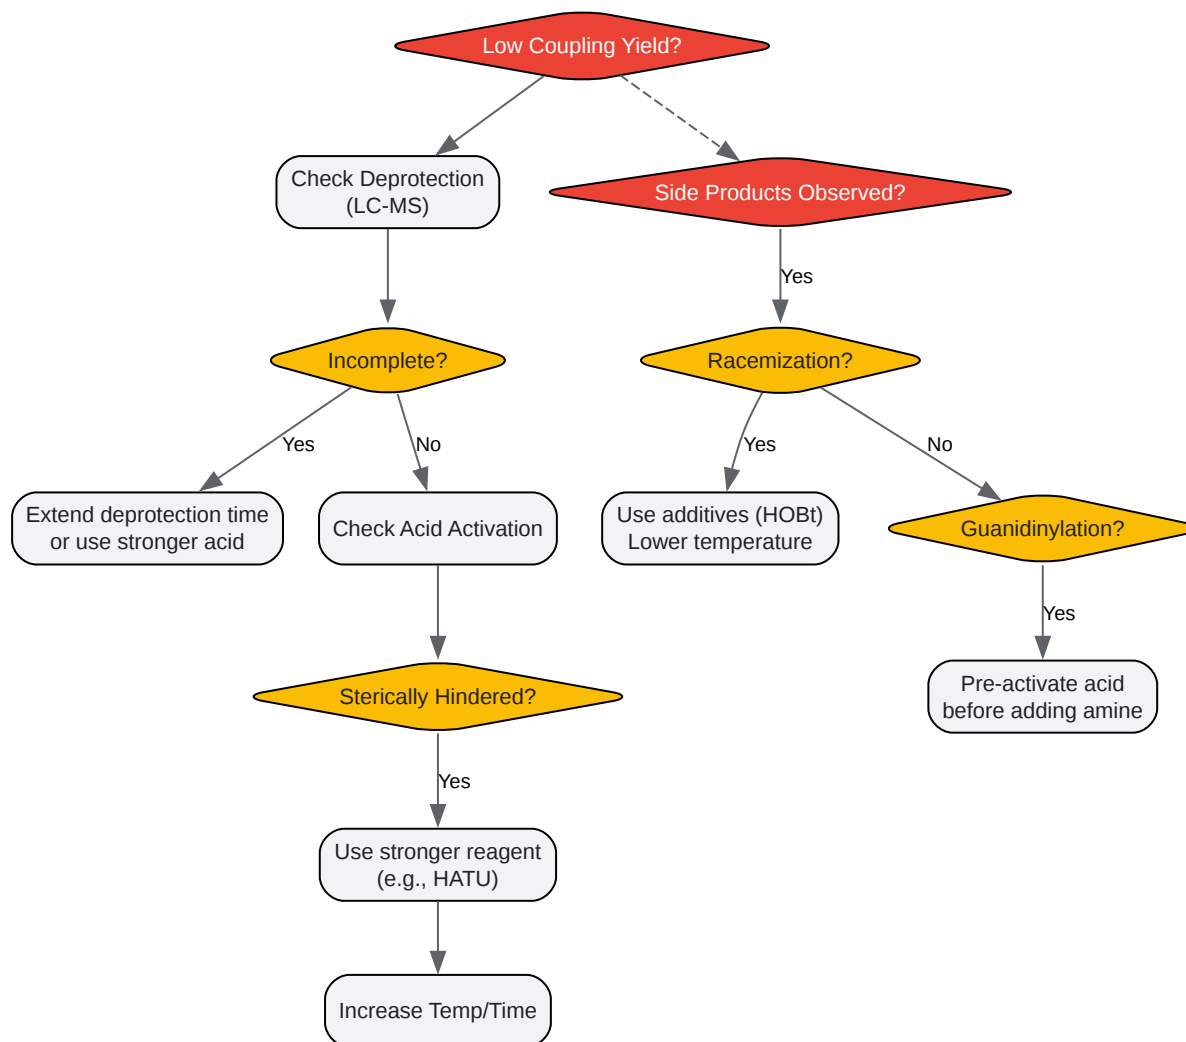 Low Coupling Yield?
Check Deprotection
(LC-MS)
Side Products Observed?
Yes
Incomplete?
Racemization?
Yes
No
Yes
No
Extend deprotection time
or use stronger acid
Check Acid Activation
Use additives (HOBt)
Lower temperature
Guanidinylation?
Yes
Sterically Hindered?
Pre-activate acid
before adding amine
Yes
Use stronger reagent
(e.g., HATU)
Increase Temp/Time